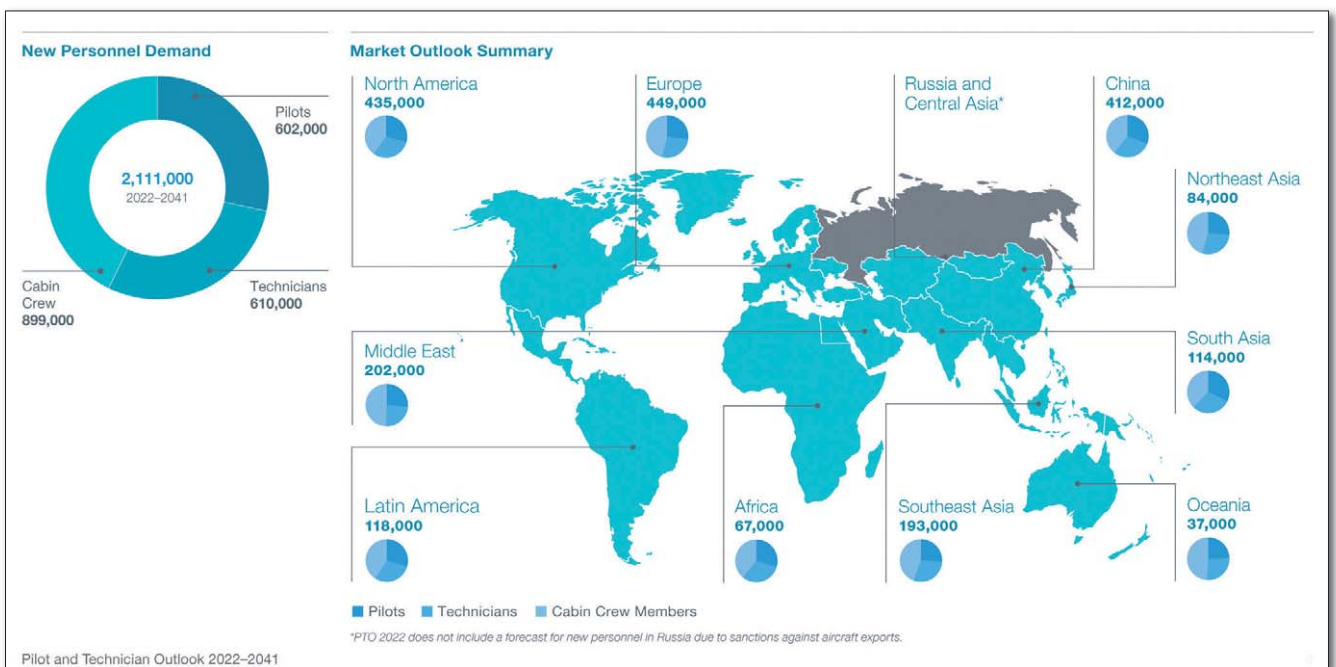 New Personnel Demand
Pilots
602,000
2,111,000
2022–2041
Cabin
Crew
899,000
Technicians
610,000
Market Outlook Summary
North America
435,000
Europe
449,000
Russia and
Central Asia*
China
412,000
Northeast Asia
84,000
Middle East
202,000
South Asia
114,000
Latin America
118,000
Africa
67,000
Southeast Asia
193,000
Oceania
37,000
Pilots
Technicians
Cabin Crew Members
*PTO 2022 does not include a forecast for new personnel in Russia due to sanctions against aircraft exports.
Pilot and Technician Outlook 2022–2041